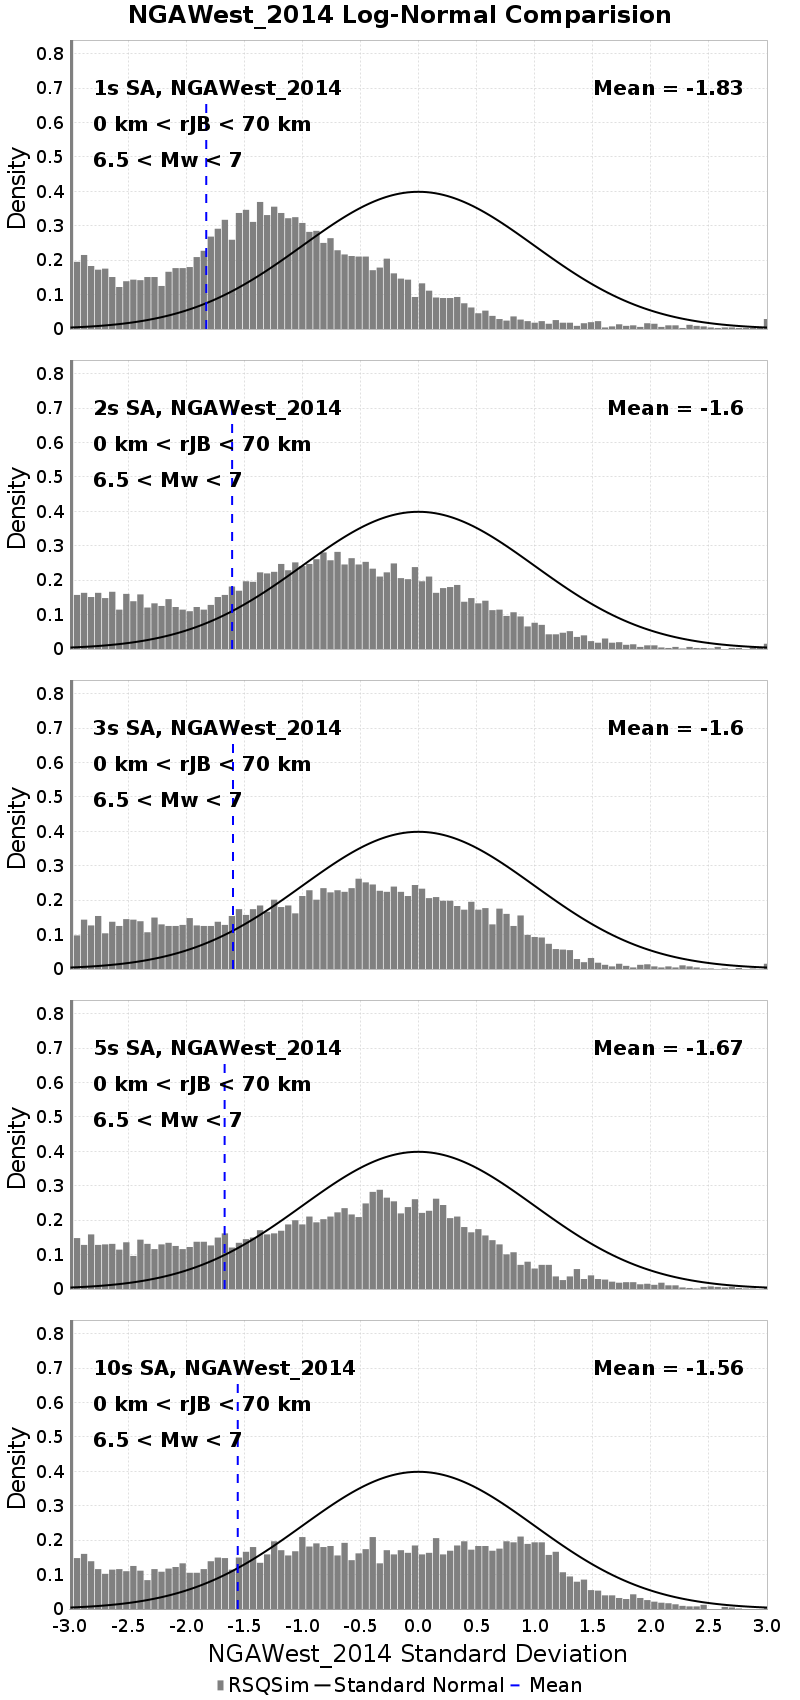 NGAWest_2014 Log-Normal Comparision
0.8
0.7
0.6
0.5
0.4
0.3
0.2
0.1
0
Density
1s SA, NGAWest_2014
Mean = -1.83
0 km < rJB < 70 km
6.5 < Mw < 7
0.8
0.7
0.6
0.5
0.4
0.3
0.2
0.1
0
Density
2s SA, NGAWest_2014
Mean = -1.6
0 km < rJB < 70 km
6.5 < Mw < 7
0.8
0.7
0.6
0.5
0.4
0.3
0.2
0.1
0
Density
3s SA, NGAWest_2014
Mean = -1.6
0 km < rJB < 70 km
6.5 < Mw < 7
0.8
0.7
0.6
0.5
0.4
0.3
0.2
0.1
0
Density
5s SA, NGAWest_2014
Mean = -1.67
0 km < rJB < 70 km
6.5 < Mw < 7
0.8
0.7
0.6
0.5
0.4
0.3
0.2
0.1
0
Density
10s SA, NGAWest_2014
Mean = -1.56
0 km < rJB < 70 km
6.5 < Mw < 7
-3.0 -2.5 -2.0 -1.5 -1.0 -0.5 0.0 0.5 1.0 1.5 2.0 2.5 3.0
NGAWest_2014 Standard Deviation
RSQSim Standard Normal Mean